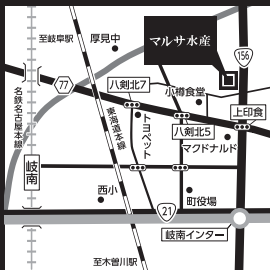 マルサ水産
至岐阜駅
厚見中
156
77
八剣北7
小樽食堂
上印食
名鉄名古屋本線
東海道本線
トヨペット
八剣北5
マクドナルド
岐南
西小
町役場
21
岐南インター
至木曽川駅